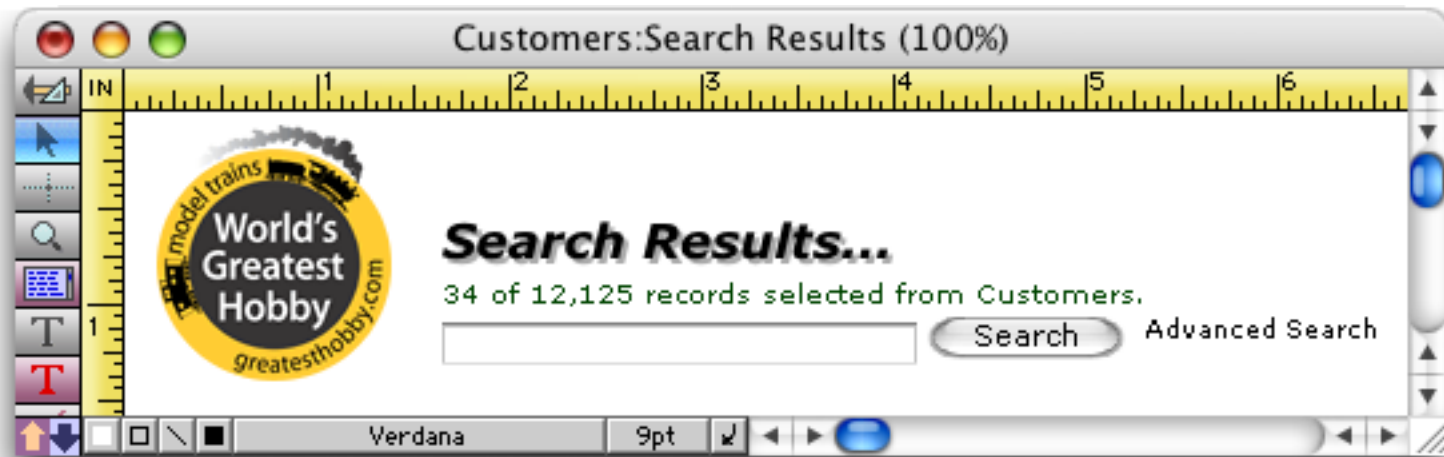 Customers:Search Results (100%)
IN 1 2 3 4 5 6
model trains
World's
Greatest
Hobby
greatesthobby.com
Search Results...
34 of 12,125 records selected from Customers.
Search Advanced Search
1
T
T
Verdana 9pt